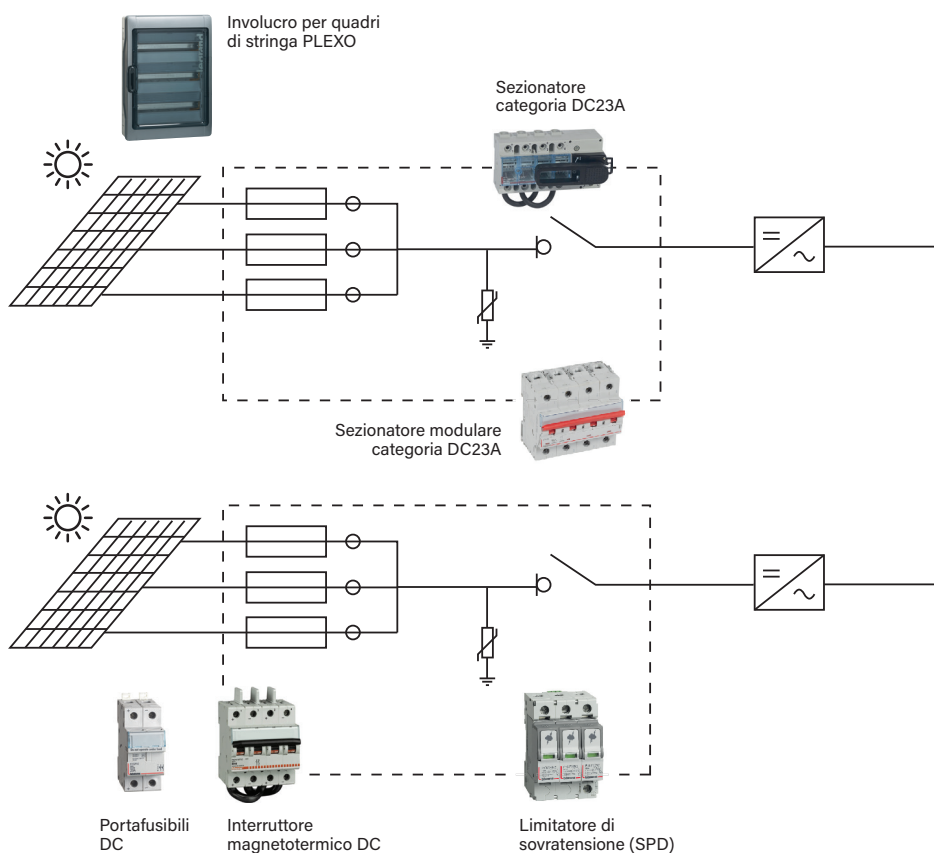 Involucro per quadri
di stringa PLEXO
Sezionatore
categoria DC23A
Sezionatore modulare
categoria DC23A
Portafusibili
DC
Interruttore
magnetotermico DC
Limitatore di
sovratensione (SPD)